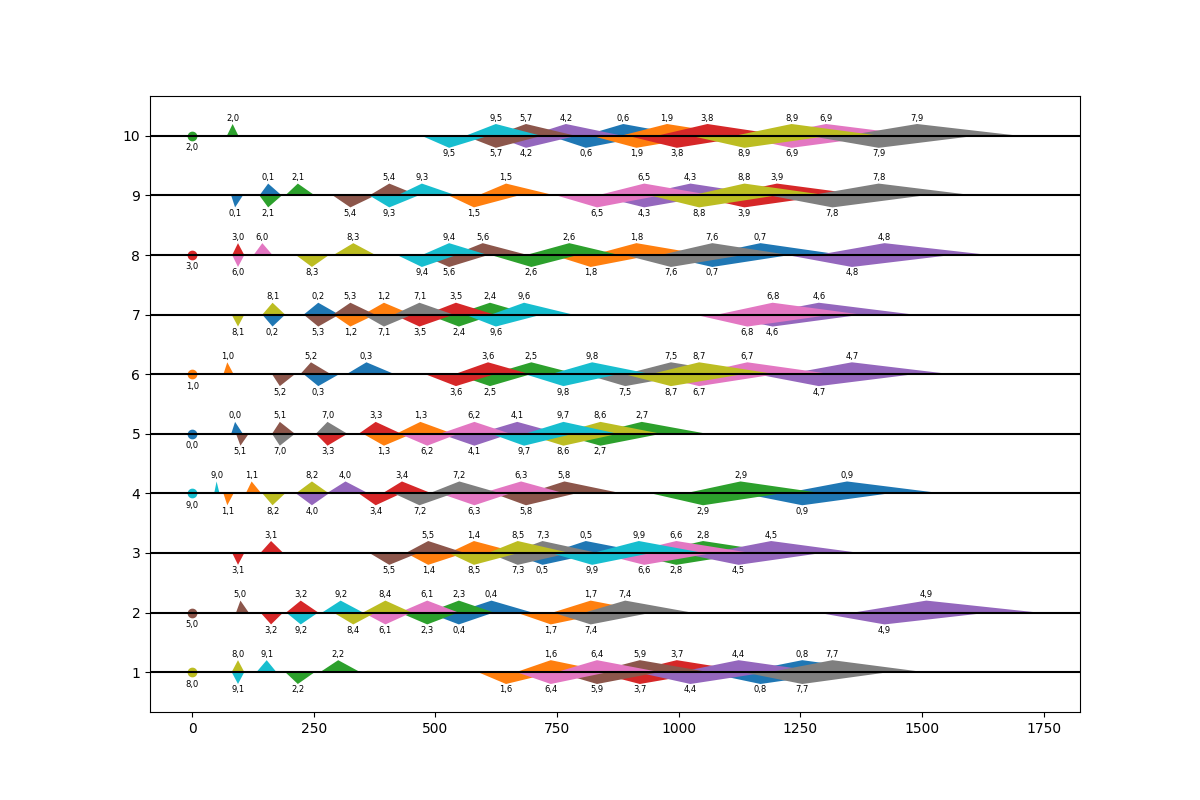 2,0 9,5 5,7 4,2 0,6 1,9 3,8 8,9 6,9 7,9
10
2,0 9,5 5,7 4,2 0,6 1,9 3,8 8,9 6,9 7,9
0,1 2,1 5,4 9,3 1,5 6,5 4,3 8,8 3,9 7,8
9
0,1 2,1 5,4 9,3 1,5 6,5 4,3 8,8 3,9 7,8
3,0 6,0 8,3 9,4 5,6 2,6 1,8 7,6 0,7 4,8
8
3,0 6,0 8,3 9,4 5,6 2,6 1,8 7,6 0,7 4,8
8,1 0,2 5,3 1,2 7,1 3,5 2,4 9,6 6,8 4,6
7
8,1 0,2 5,3 1,2 7,1 3,5 2,4 9,6 6,8 4,6
1,0 5,2 0,3 3,6 2,5 9,8 7,5 8,7 6,7 4,7
6
1,0 5,2 0,3 3,6 2,5 9,8 7,5 8,7 6,7 4,7
0,0 5,1 7,0 3,3 1,3 6,2 4,1 9,7 8,6 2,7
5
0,0 5,1 7,0 3,3 1,3 6,2 4,1 9,7 8,6 2,7
9,0 1,1 8,2 4,0 3,4 7,2 6,3 5,8 2,9 0,9
4
9,0 1,1 8,2 4,0 3,4 7,2 6,3 5,8 2,9 0,9
3,1 5,5 1,4 8,5 7,3 0,5 9,9 6,6 2,8 4,5
3
3,1 5,5 1,4 8,5 7,3 0,5 9,9 6,6 2,8 4,5
5,0 3,2 9,2 8,4 6,1 2,3 0,4 1,7 7,4 4,9
2
5,0 3,2 9,2 8,4 6,1 2,3 0,4 1,7 7,4 4,9
8,0 9,1 2,2 1,6 6,4 5,9 3,7 4,4 0,8 7,7
1
8,0 9,1 2,2 1,6 6,4 5,9 3,7 4,4 0,8 7,7
0 250 500 750 1000 1250 1500 1750